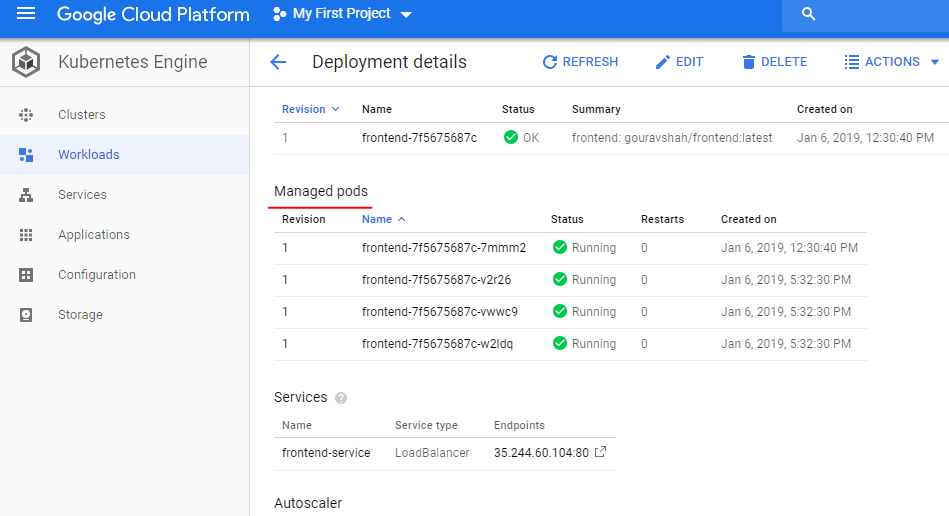 Google Cloud Platform My First Project
Kubernetes Engine Deployment details REFRESH EDIT DELETE ACTIONS
Clusters
Workloads
Services
Applications
Configuration
Storage
Revision Name Status Summary Created on
1 frontend-7f5675687c OK frontend: gouravshah/frontend:latest Jan 6, 2019, 12:30:40 PM
Managed pods
Revision Name Status Restarts Created on
1 frontend-7f5675687c-7mmm2 Running 0 Jan 6, 2019, 12:30:40 PM
1 frontend-7f5675687c-v2r26 Running 0 Jan 6, 2019, 5:32:30 PM
1 frontend-7f5675687c-vwwc9 Running 0 Jan 6, 2019, 5:32:30 PM
1 frontend-7f5675687c-w2ldq Running 0 Jan 6, 2019, 5:32:30 PM
Services ?
Name Service type Endpoints
frontend-service LoadBalancer 35.244.60.104:80
Autoscaler